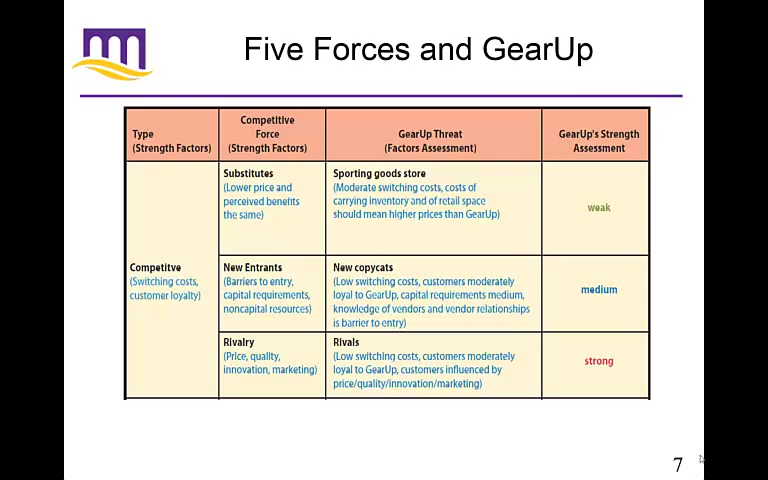 Five Forces and GearUp
Type
(Strength Factors)
Competitive
Force
(Strength Factors)
GearUp Threat
(Factors Assessment)
GearUp's Strength
Assessment
Competitve
(Switching costs,
customer loyalty)
Substitutes
(Lower price and
perceived benefits
the same)
Sporting goods store
(Moderate switching costs, costs of
carrying inventory and of retail space
should mean higher prices than GearUp)
weak
New Entrants
(Barriers to entry,
capital requirements,
noncapital resources)
New copycats
(Low switching costs, customers moderately
loyal to GearUp, capital requirements medium,
knowledge of vendors and vendor relationships
is barrier to entry)
medium
Rivalry
(Price, quality,
innovation, marketing)
Rivals
(Low switching costs, customers moderately
loyal to GearUp, customers influenced by
price/quality/innovation/marketing)
strong
7